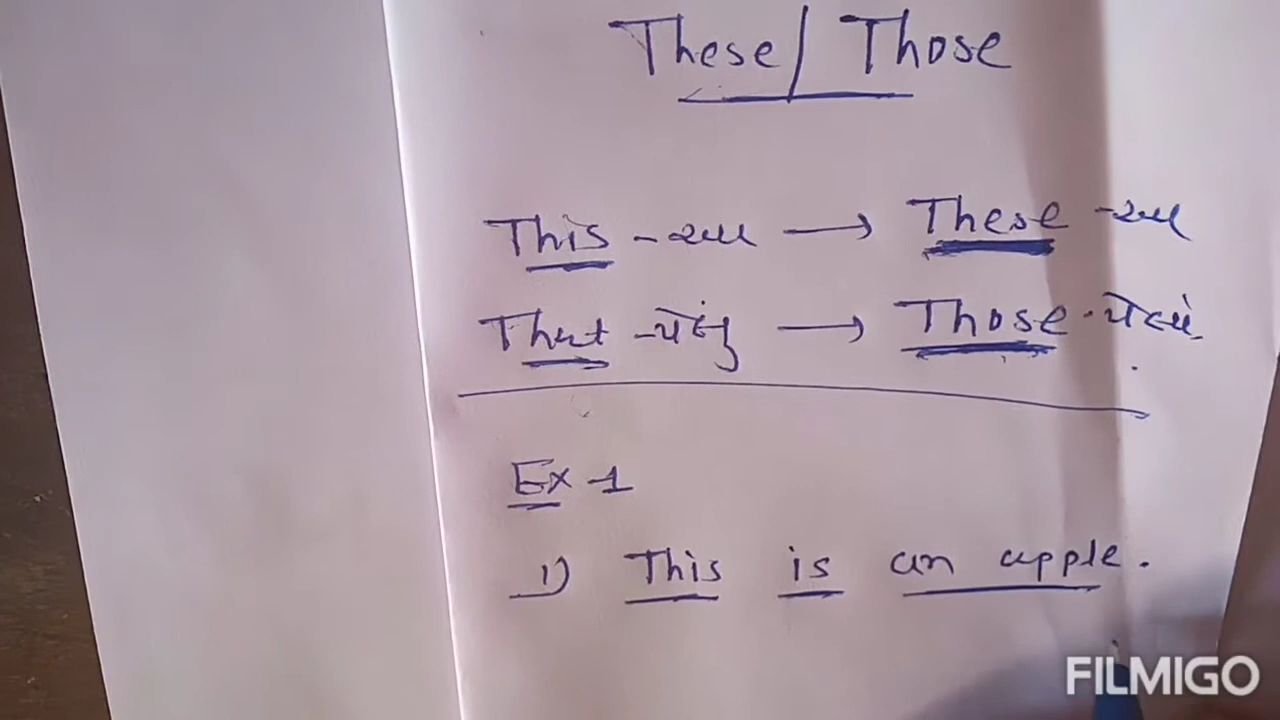 These / Those
This - આ → These - આ
That - પેલું → Those - પેલાં
Ex - 1
1) This is an apple.
FILMIGO